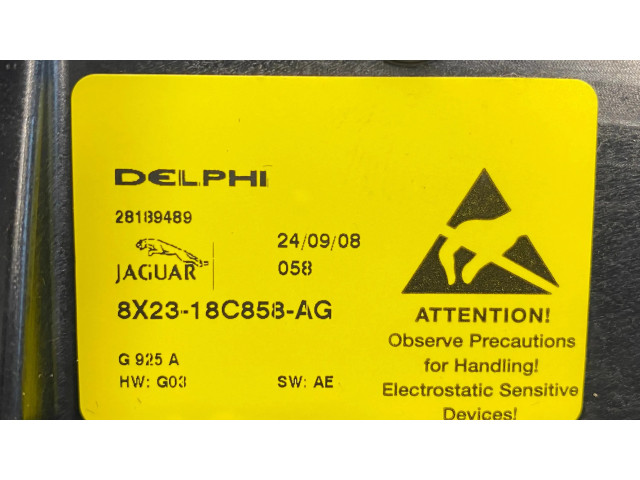 DELPHI
28189489
24/09/08
JAGUAR
058
8X23-18C858-AG
G 925 A
HW: G03
SW: AE
ATTENTION!
Observe Precautions
for Handling!
Electrostatic Sensitive
Devices!